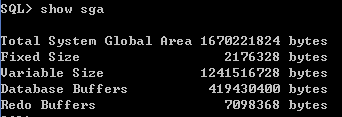 SQL> show sga
Total System Global Area 1670221824 bytes
Fixed Size 2176328 bytes
Variable Size 1241516728 bytes
Database Buffers 419430400 bytes
Redo Buffers 7098368 bytes